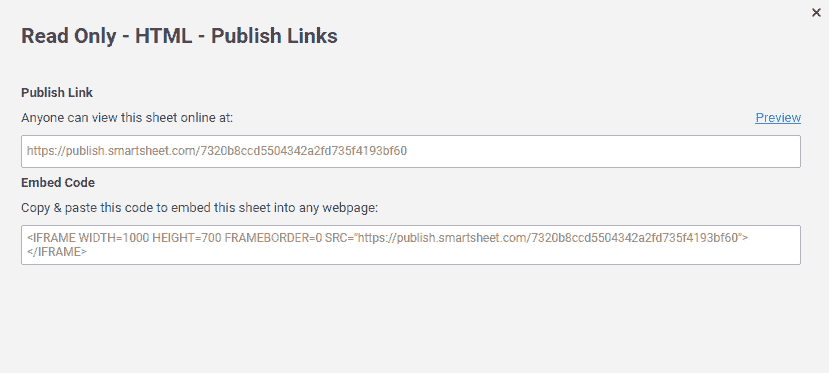 Read Only - HTML - Publish Links
Publish Link
Anyone can view this sheet online at:
Preview
https://publish.smartsheet.com/7320b8ccd5504342a2fd735f4193bf60
Embed Code
Copy & paste this code to embed this sheet into any webpage:
<IFRAME WIDTH=1000 HEIGHT=700 FRAMEBORDER=0 SRC="https://publish.smartsheet.com/7320b8ccd5504342a2fd735f4193bf60">
</IFRAME>